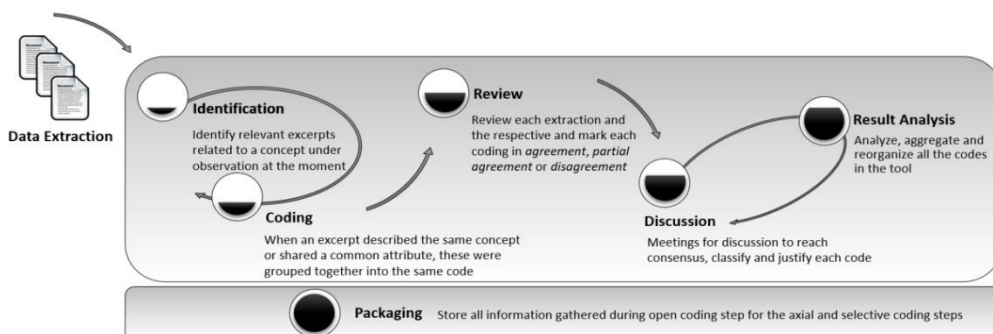 Data Extraction
Identification
Identify relevant excerpts
related to a concept under
observation at the moment
Coding
When an excerpt described the same concept
or shared a common attribute, these were
grouped together into the same code
Review
Review each extraction and
the respective and mark each
coding in agreement, partial
agreement or disagreement
Discussion
Meetings for discussion to reach
consensus, classify and justify each code
Result Analysis
Analyze, aggregate and
reorganize all the codes
in the tool
Packaging Store all information gathered during open coding step for the axial and selective coding steps